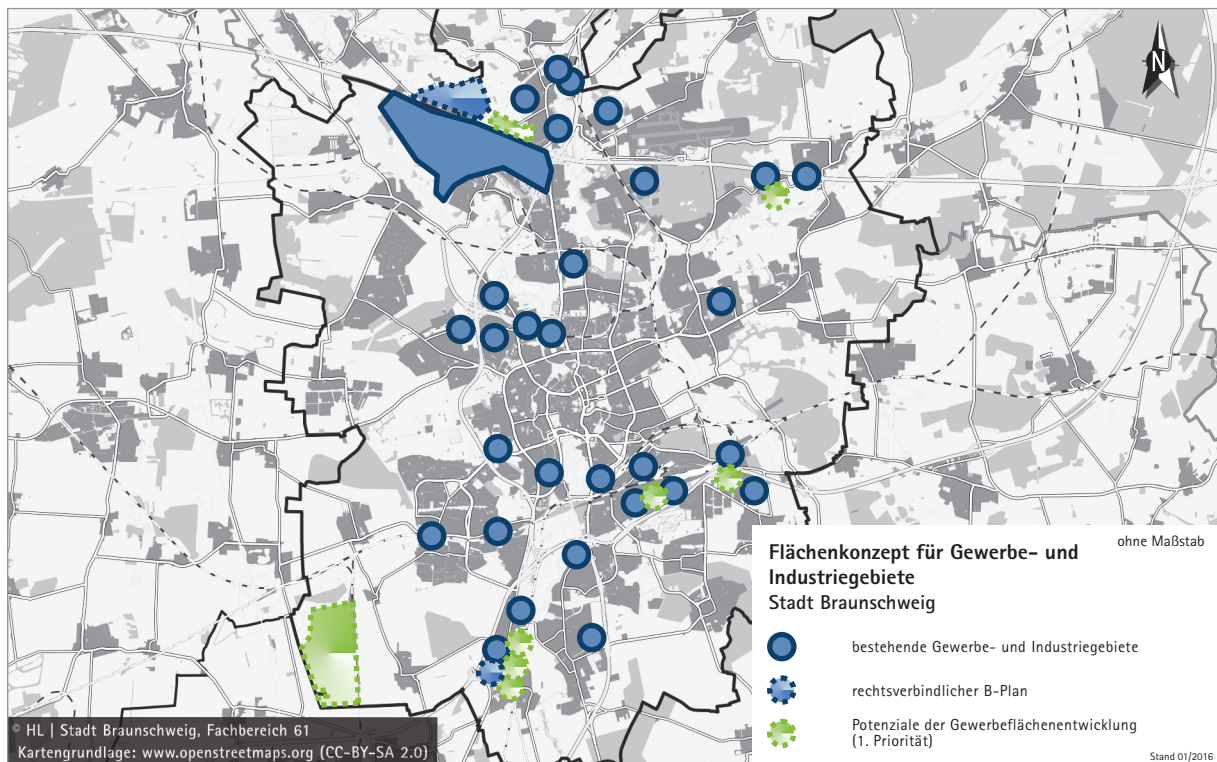 N
ohne Maßstab
Flächenkonzept für Gewerbe- und
Industriegebiete
Stadt Braunschweig
bestehende Gewerbe- und Industriegebiete
rechtsverbindlicher B-Plan
Potenziale der Gewerbeflächenentwicklung
(1. Priorität)
Stand 01/2016
© HL | Stadt Braunschweig, Fachbereich 61
Kartengrundlage: www.openstreetmaps.org (CC-BY-SA 2.0)